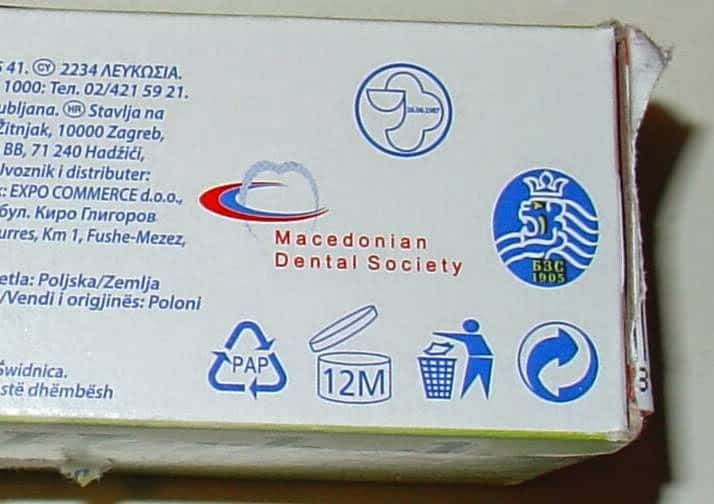 41. CY 2234 ΛΕΥΚΩΣΙΑ.
1000: Тел. 02/421 59 21.
ubljana. HR Stavlja na
Žitnjak, 10000 Zagreb,
BB, 71 240 Hadžići,
Uvoznik i distributer:
: EXPO COMMERCE d.o.o.,
бул. Киро Глигоров
urres, Km 1, Fushe-Mezez,
etla: Poljska/Zemlja
/Vendi i origjinës: Poloni
Świdnica.
stë dhëmbësh
Macedonian
Dental Society
БЗС
1905
PAP
12M
3